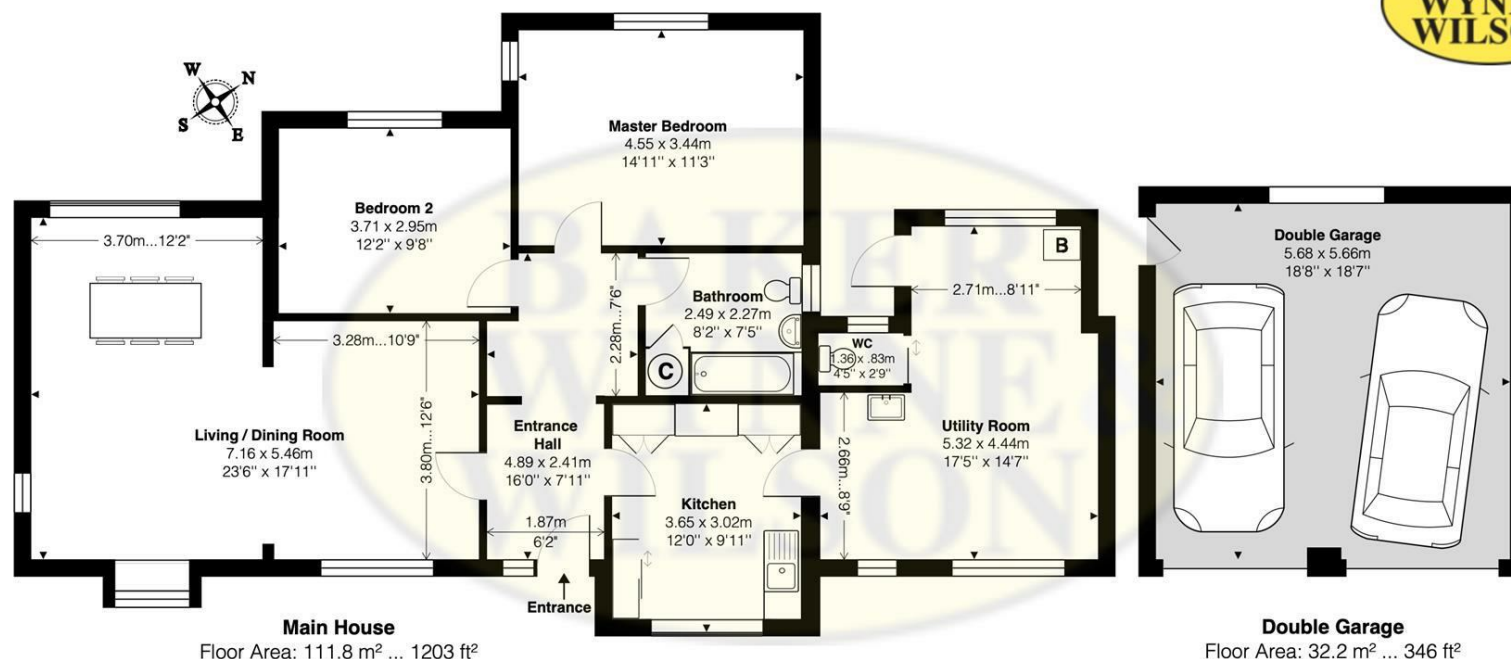 WYNNE
WILSON
W
N
S
E
Master Bedroom
4.55 x 3.44m
14'11" x 11'3"
Bedroom 2
3.71 x 2.95m
12'2" x 9'8"
3.70m...12'2"
3.28m...10'9"
3.80m...12'6"
Living / Dining Room
7.16 x 5.46m
23'6" x 17'11"
2.28m...7'6"
Bathroom
2.49 x 2.27m
8'2" x 7'5"
C
Entrance
Hall
4.89 x 2.41m
16'0" x 7'11"
1.87m
6'2"
Entrance
Kitchen
3.65 x 3.02m
12'0" x 9'11"
WC
1.36 x .83m
4'5" x 2'9"
B
2.71m...8'11"
2.66m...8'9"
Utility Room
5.32 x 4.44m
17'5" x 14'7"
Double Garage
5.68 x 5.66m
18'8" x 18'7"
BAKER
WYNNE &
WILSON
Main House
Floor Area: 111.8 m² ... 1203 ft²
Double Garage
Floor Area: 32.2 m² ... 346 ft²